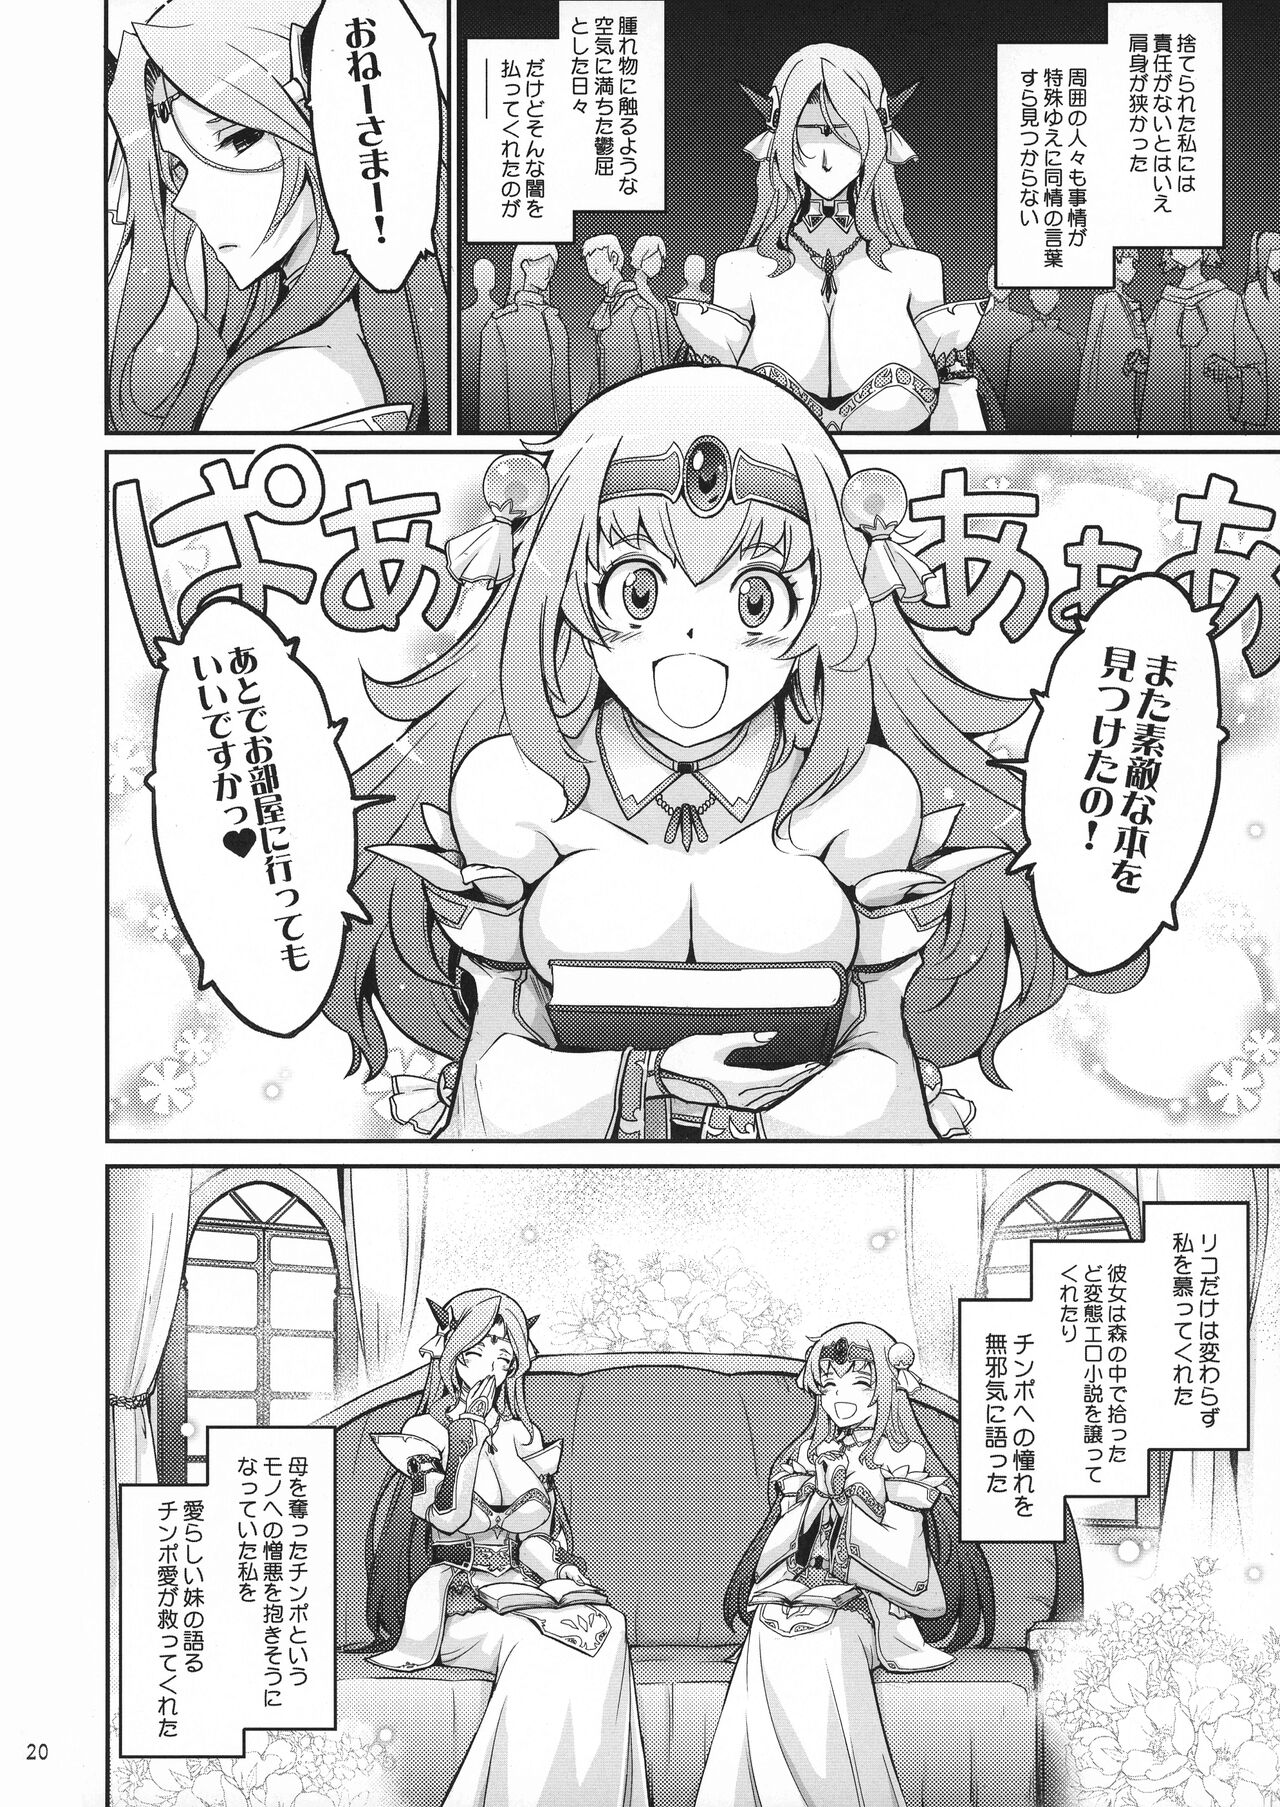 捨てられた私には
責任がないとはいえ
肩身が狭かった
周囲の人々も事情が
特殊ゆえに同情の言葉
すら見つからない
腫れ物に触るような
空気に満ちた鬱屈
とした日々
だけどそんな闇を
払ってくれたのが
――
おねーさまー!
ぱあ
あぁあ
また素敵な本を
見つけたの!
あとでお部屋に行っても
いいですかっ♥
リコだけは変わらず
私を慕ってくれた
彼女は森の中で拾った
ど変態エロ小説を譲って
くれたり
チンポへの憧れを
無邪気に語った
母を奪ったチンポという
モノへの憎悪を抱きそうに
なっていた私を
愛らしい妹の語る
チンポ愛が救ってくれた
20